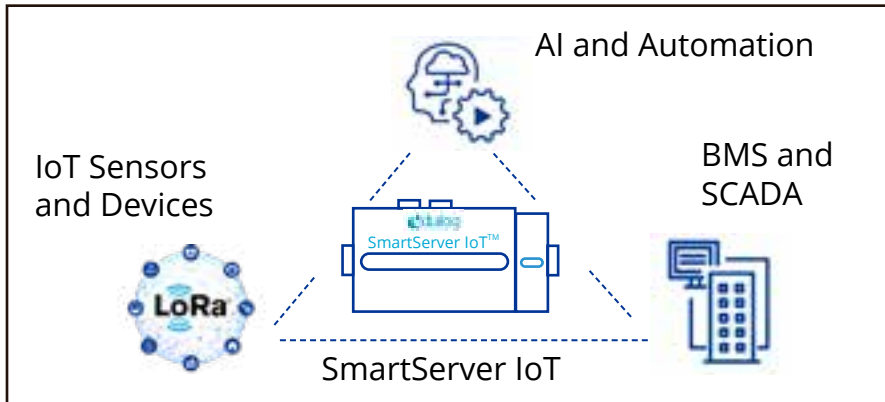 AI and Automation
IoT Sensors
and Devices
BMS and
SCADA
SmartServer IoT™
LoRa
SmartServer IoT